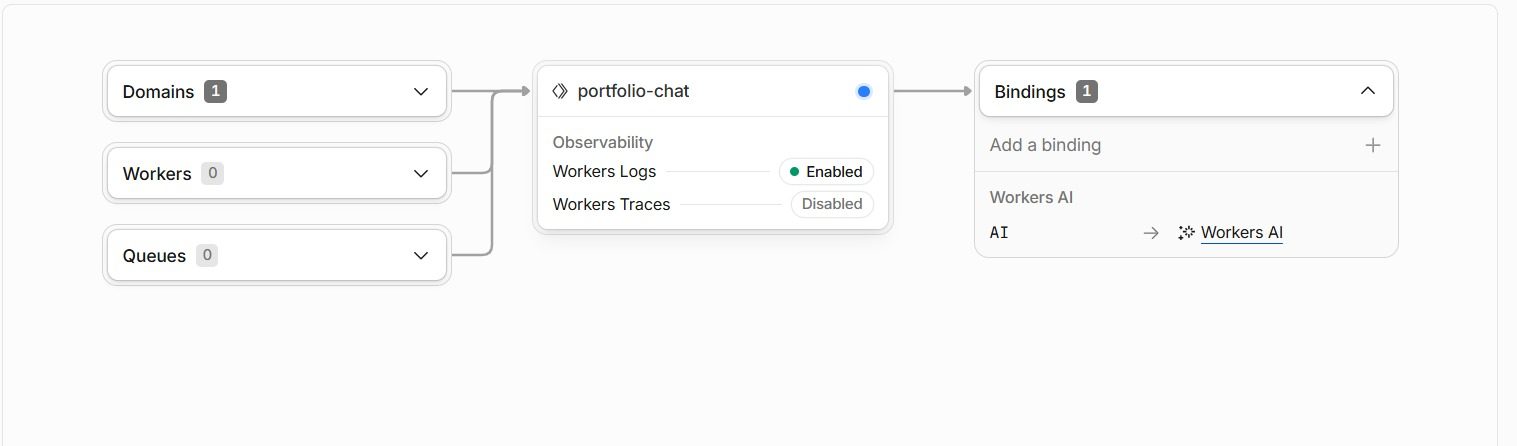 Domains 1
Workers 0
Queues 0
portfolio-chat
Observability
Workers Logs Enabled
Workers Traces Disabled
Bindings 1
Add a binding
Workers AI
AI → Workers AI